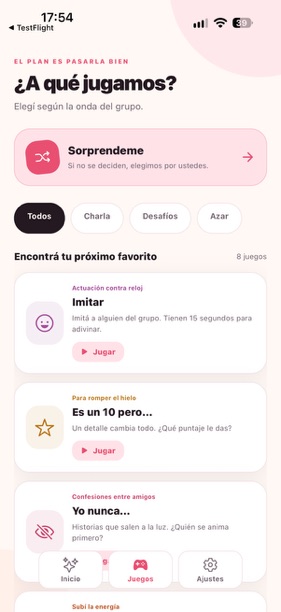 17:54
39
◀ TestFlight
EL PLAN ES PASARLA BIEN
¿A qué jugamos?
Elegí según la onda del grupo.
Sorprendeme
Si no se deciden, elegimos por ustedes.
Todos
Charla
Desafíos
Azar
Encontrá tu próximo favorito
8 juegos
Actuación contra reloj
Imitar
Imitá a alguien del grupo. Tienen 15 segundos para
adivinar.
Jugar
Para romper el hielo
Es un 10 pero...
Un detalle cambia todo. ¿Qué puntaje le das?
Jugar
Confesiones entre amigos
Yo nunca...
Historias que salen a la luz. ¿Quién se anima
primero?
Inicio
Juegos
Ajustes
Subí la energía